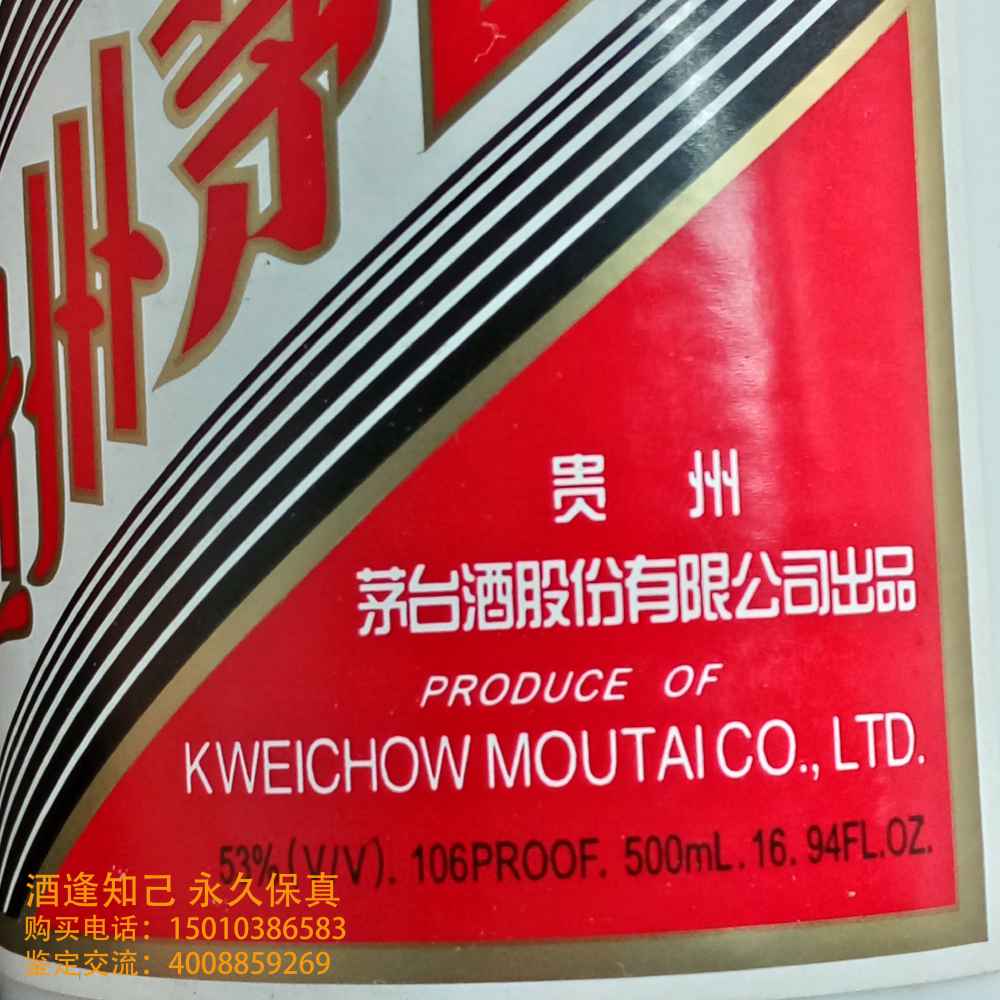 州茅
贵 州
茅台酒股份有限公司出品
PRODUCE OF
KWEICHOW MOUTAI CO., LTD.
53% (V/V). 106PROOF. 500mL. 16. 94FL.OZ.
酒逢知己 永久保真
购买电话：15010386583
鉴定交流：4008859269